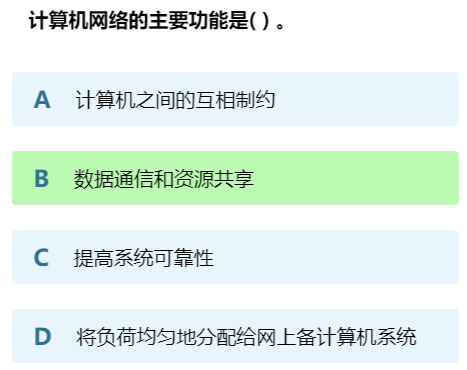 计算机网络的主要功能是( ) 。
A 计算机之间的互相制约
B 数据通信和资源共享
C 提高系统可靠性
D 将负荷均匀地分配给网上备计算机系统